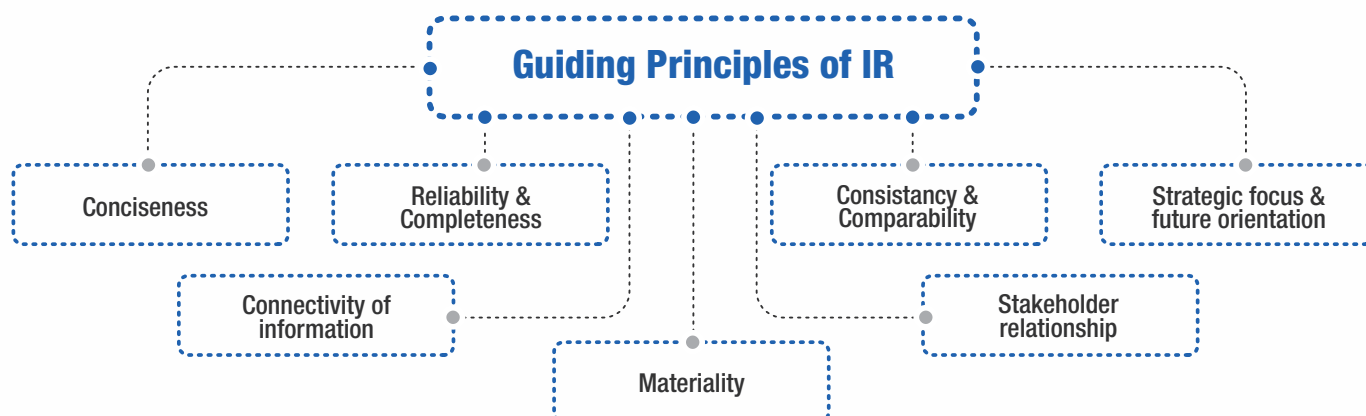 Guiding Principles of IR
Conciseness
Reliability &
Completeness
Consistancy &
Comparability
Strategic focus &
future orientation
Connectivity of
information
Stakeholder
relationship
Materiality